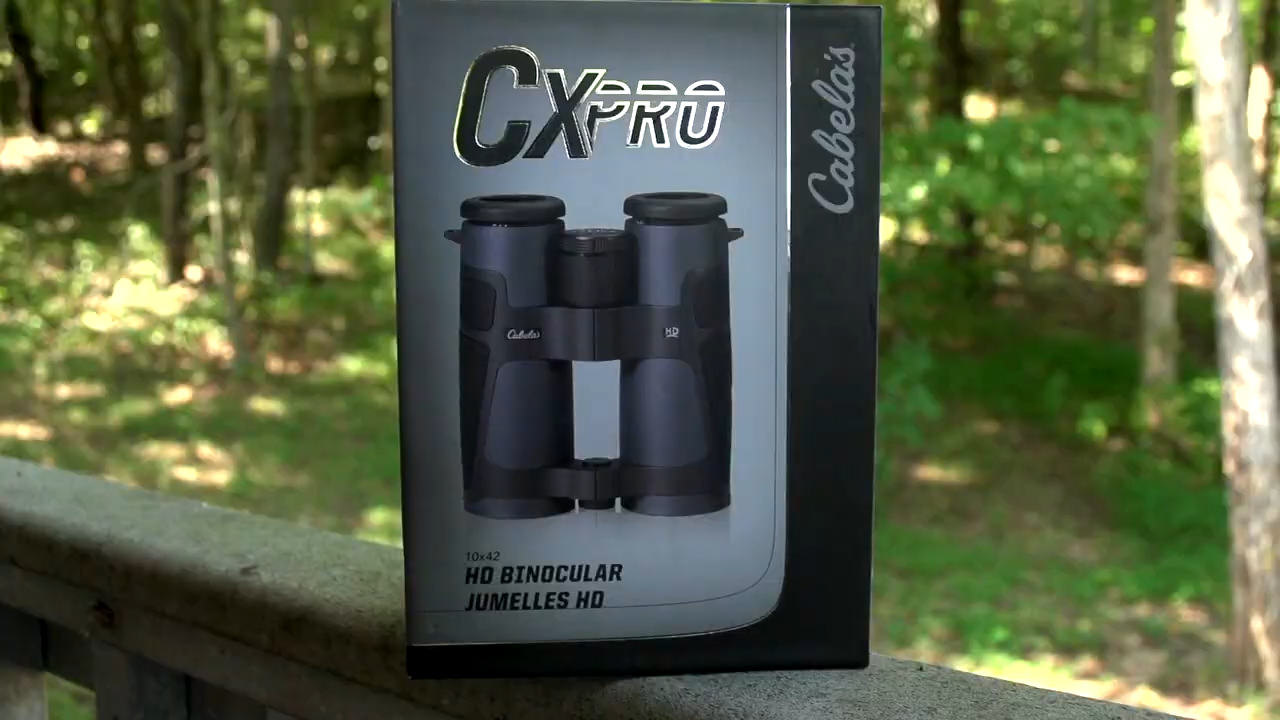 CXPRO
Cabela's
Cabela's
HD
10x42
HD BINOCULAR
JUMELLES HD